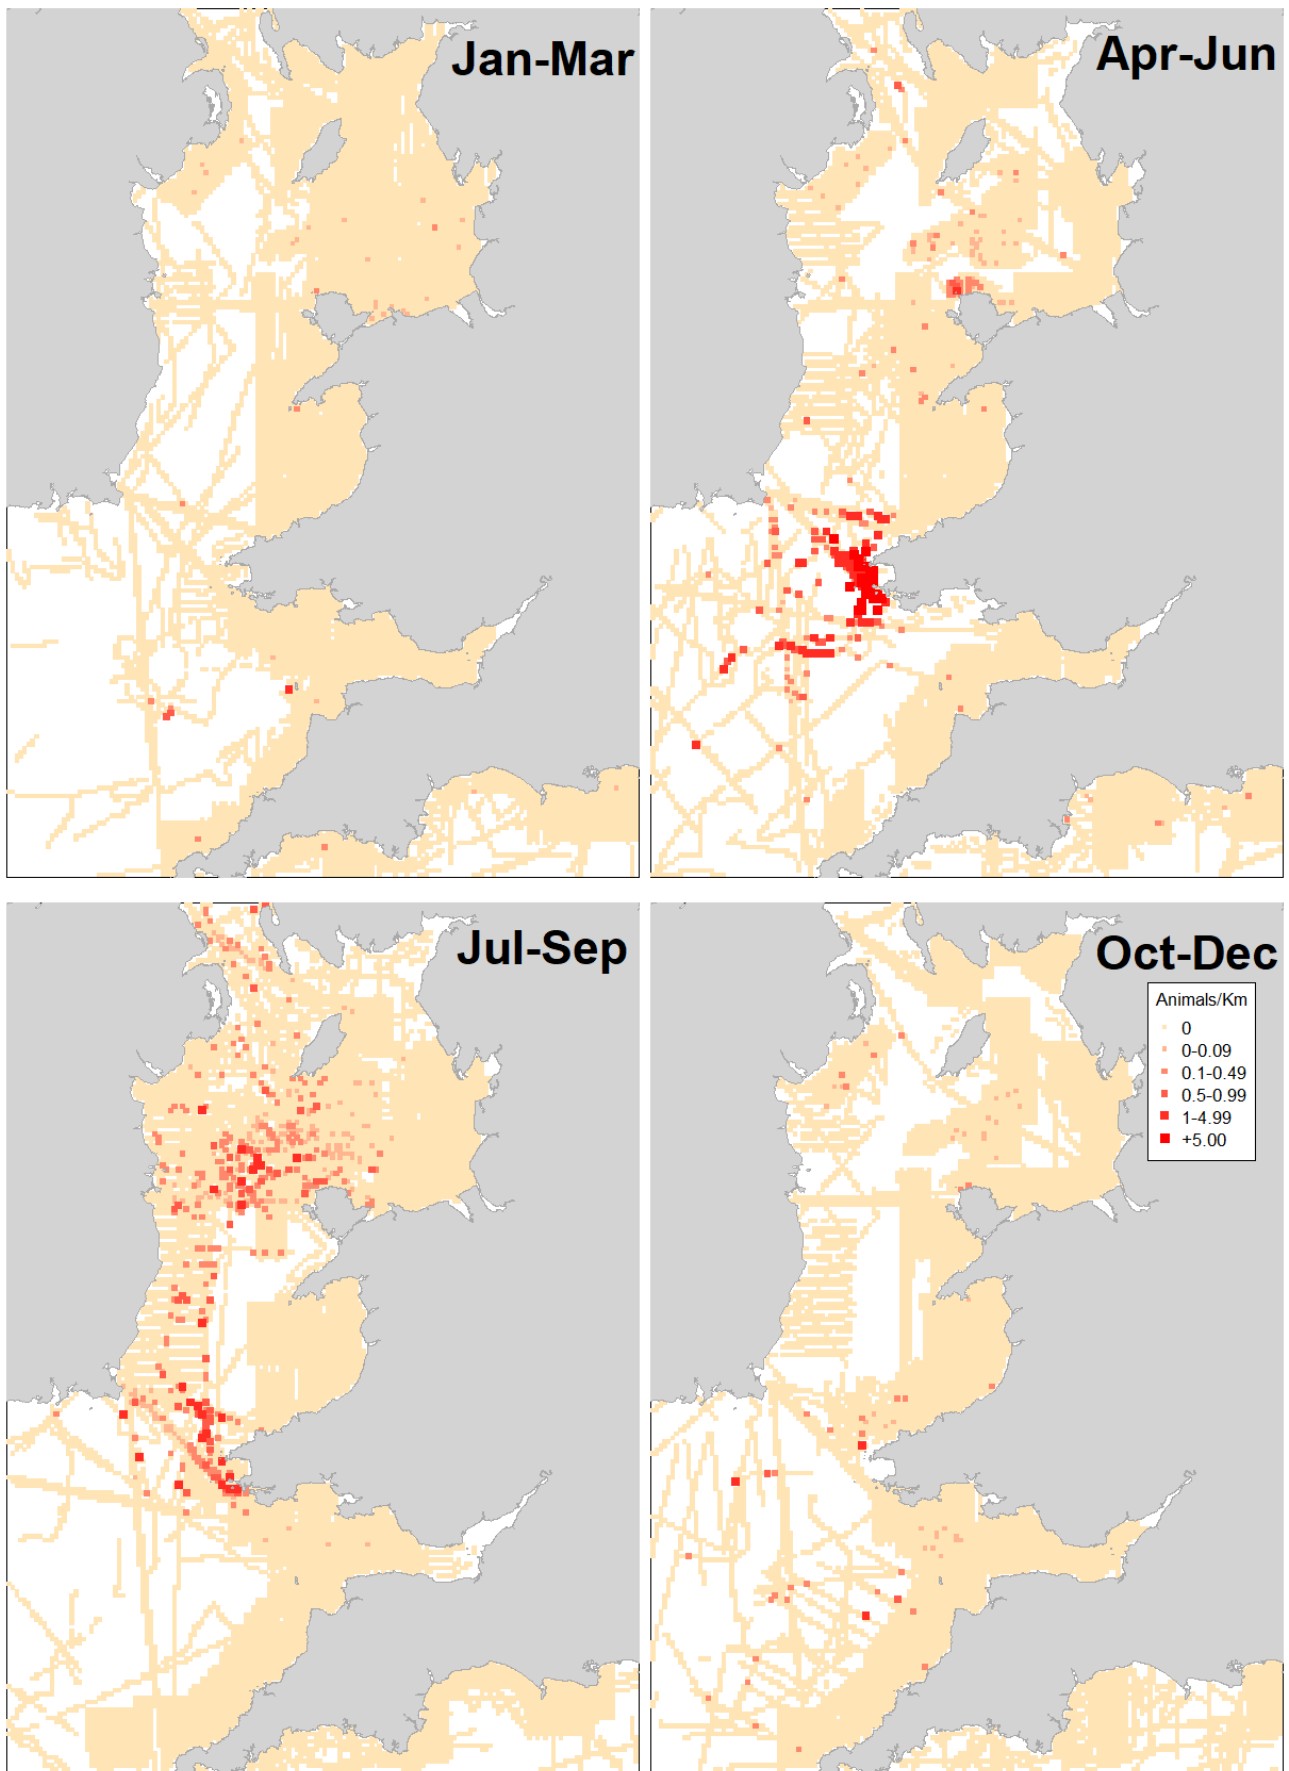 Jan-Mar
Apr-Jun
Jul-Sep
Oct-Dec
Animals/Km
0
0-0.09
0.1-0.49
0.5-0.99
1-4.99
+5.00